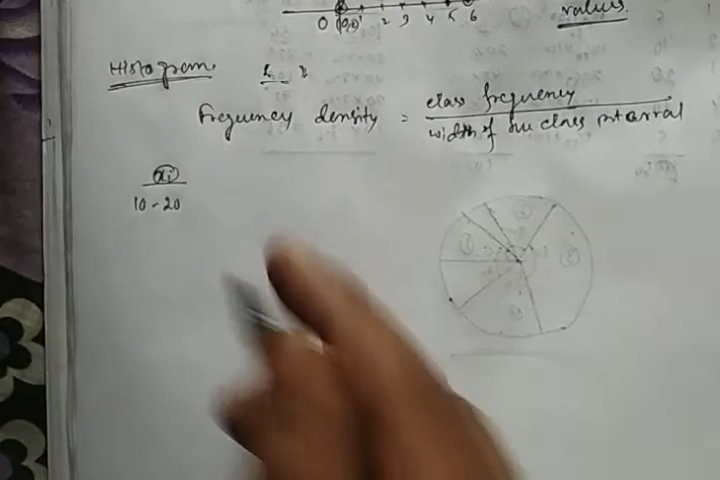 0 1 2 3 4 5 6
values.
Histogram.
Frequency density = class frequency
width of the class interval
xi
10 - 20